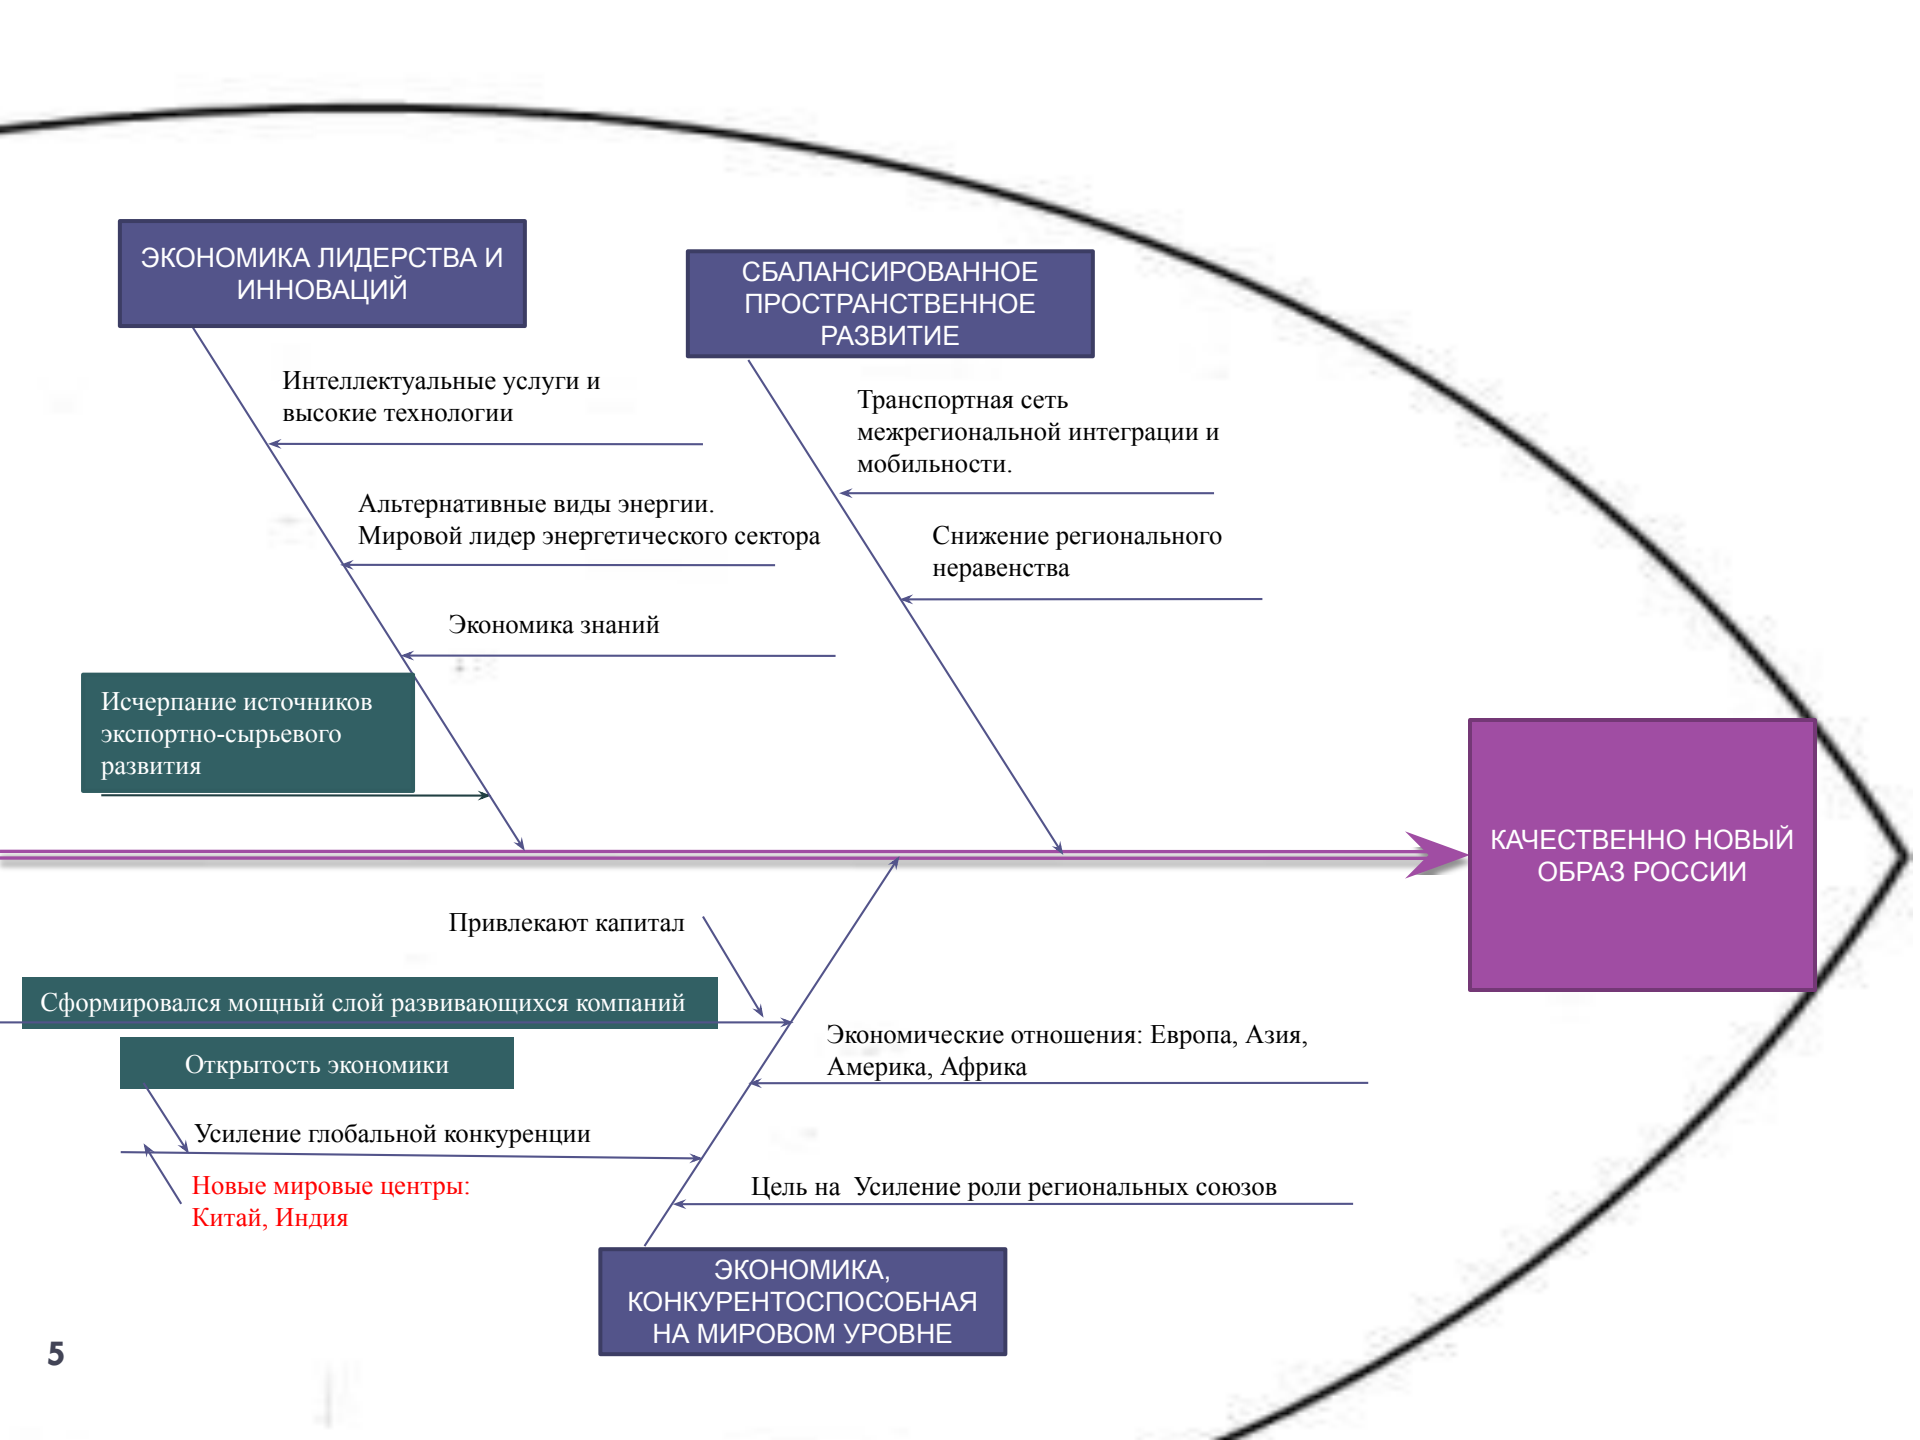 ЭКОНОМИКА ЛИДЕРСТВА И
ИННОВАЦИЙ
СБАЛАНСИРОВАННОЕ
ПРОСТРАНСТВЕННОЕ
РАЗВИТИЕ
Интеллектуальные услуги и
высокие технологии
Транспортная сеть
межрегиональной интеграции и
мобильности.
Альтернативные виды энергии.
Мировой лидер энергетического сектора
Снижение регионального
неравенства
Экономика знаний
Исчерпание источников
экспортно-сырьевого
развития
КАЧЕСТВЕННО НОВЫЙ
ОБРАЗ РОССИИ
Привлекают капитал
Сформировался мощный слой развивающихся компаний
Экономические отношения: Европа, Азия,
Америка, Африка
Открытость экономики
Усиление глобальной конкуренции
Новые мировые центры:
Китай, Индия
Цель на  Усиление роли региональных союзов
ЭКОНОМИКА,
КОНКУРЕНТОСПОСОБНАЯ
НА МИРОВОМ УРОВНЕ
5